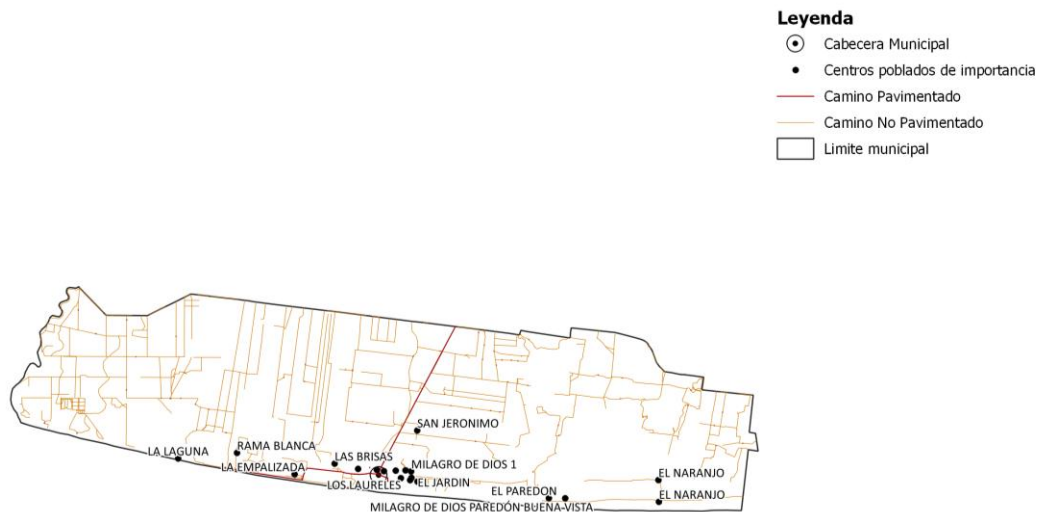 Leyenda
Cabecera Municipal
Centros poblados de importancia
Camino Pavimentado
Camino No Pavimentado
Limite municipal
SAN JERONIMO
RAMA BLANCA
LA LAGUNA
LAS BRISAS
LA EMPALIZADA
MILAGRO DE DIOS 1
EL NARANJO
LOS LAURELES
EL JARDIN
EL PAREDON
EL NARANJO
MILAGRO DE DIOS PAREDÓN BUENA VISTA